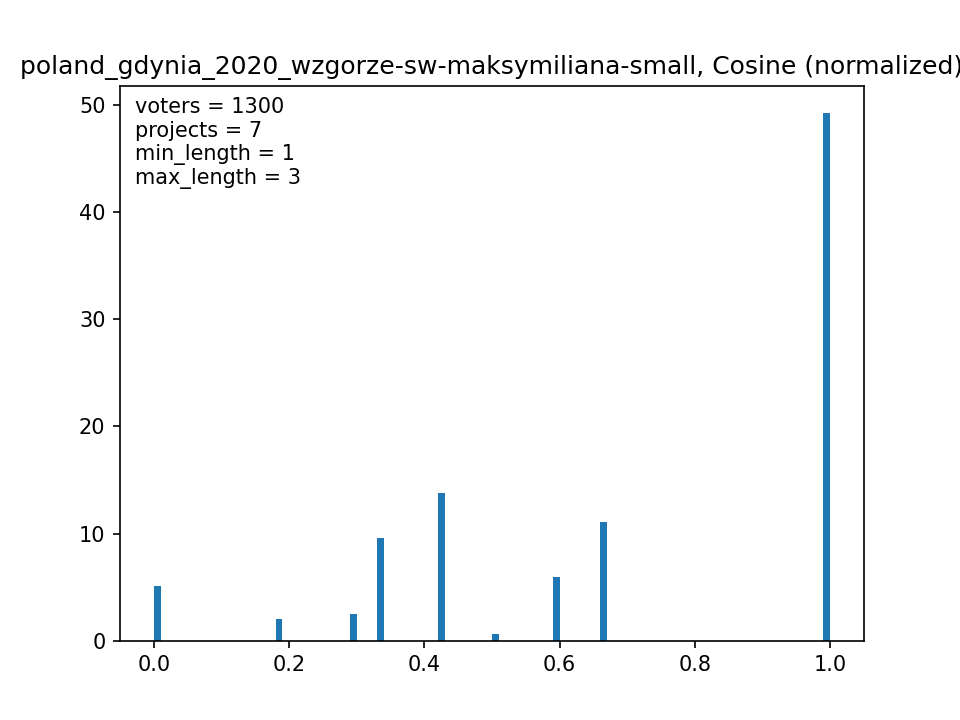 poland_gdynia_2020_wzgorze-sw-maksymiliana-small, Cosine (normalized)
voters = 1300
projects = 7
min_length = 1
max_length = 3
50
40
30
20
10
0
0.0 0.2 0.4 0.6 0.8 1.0